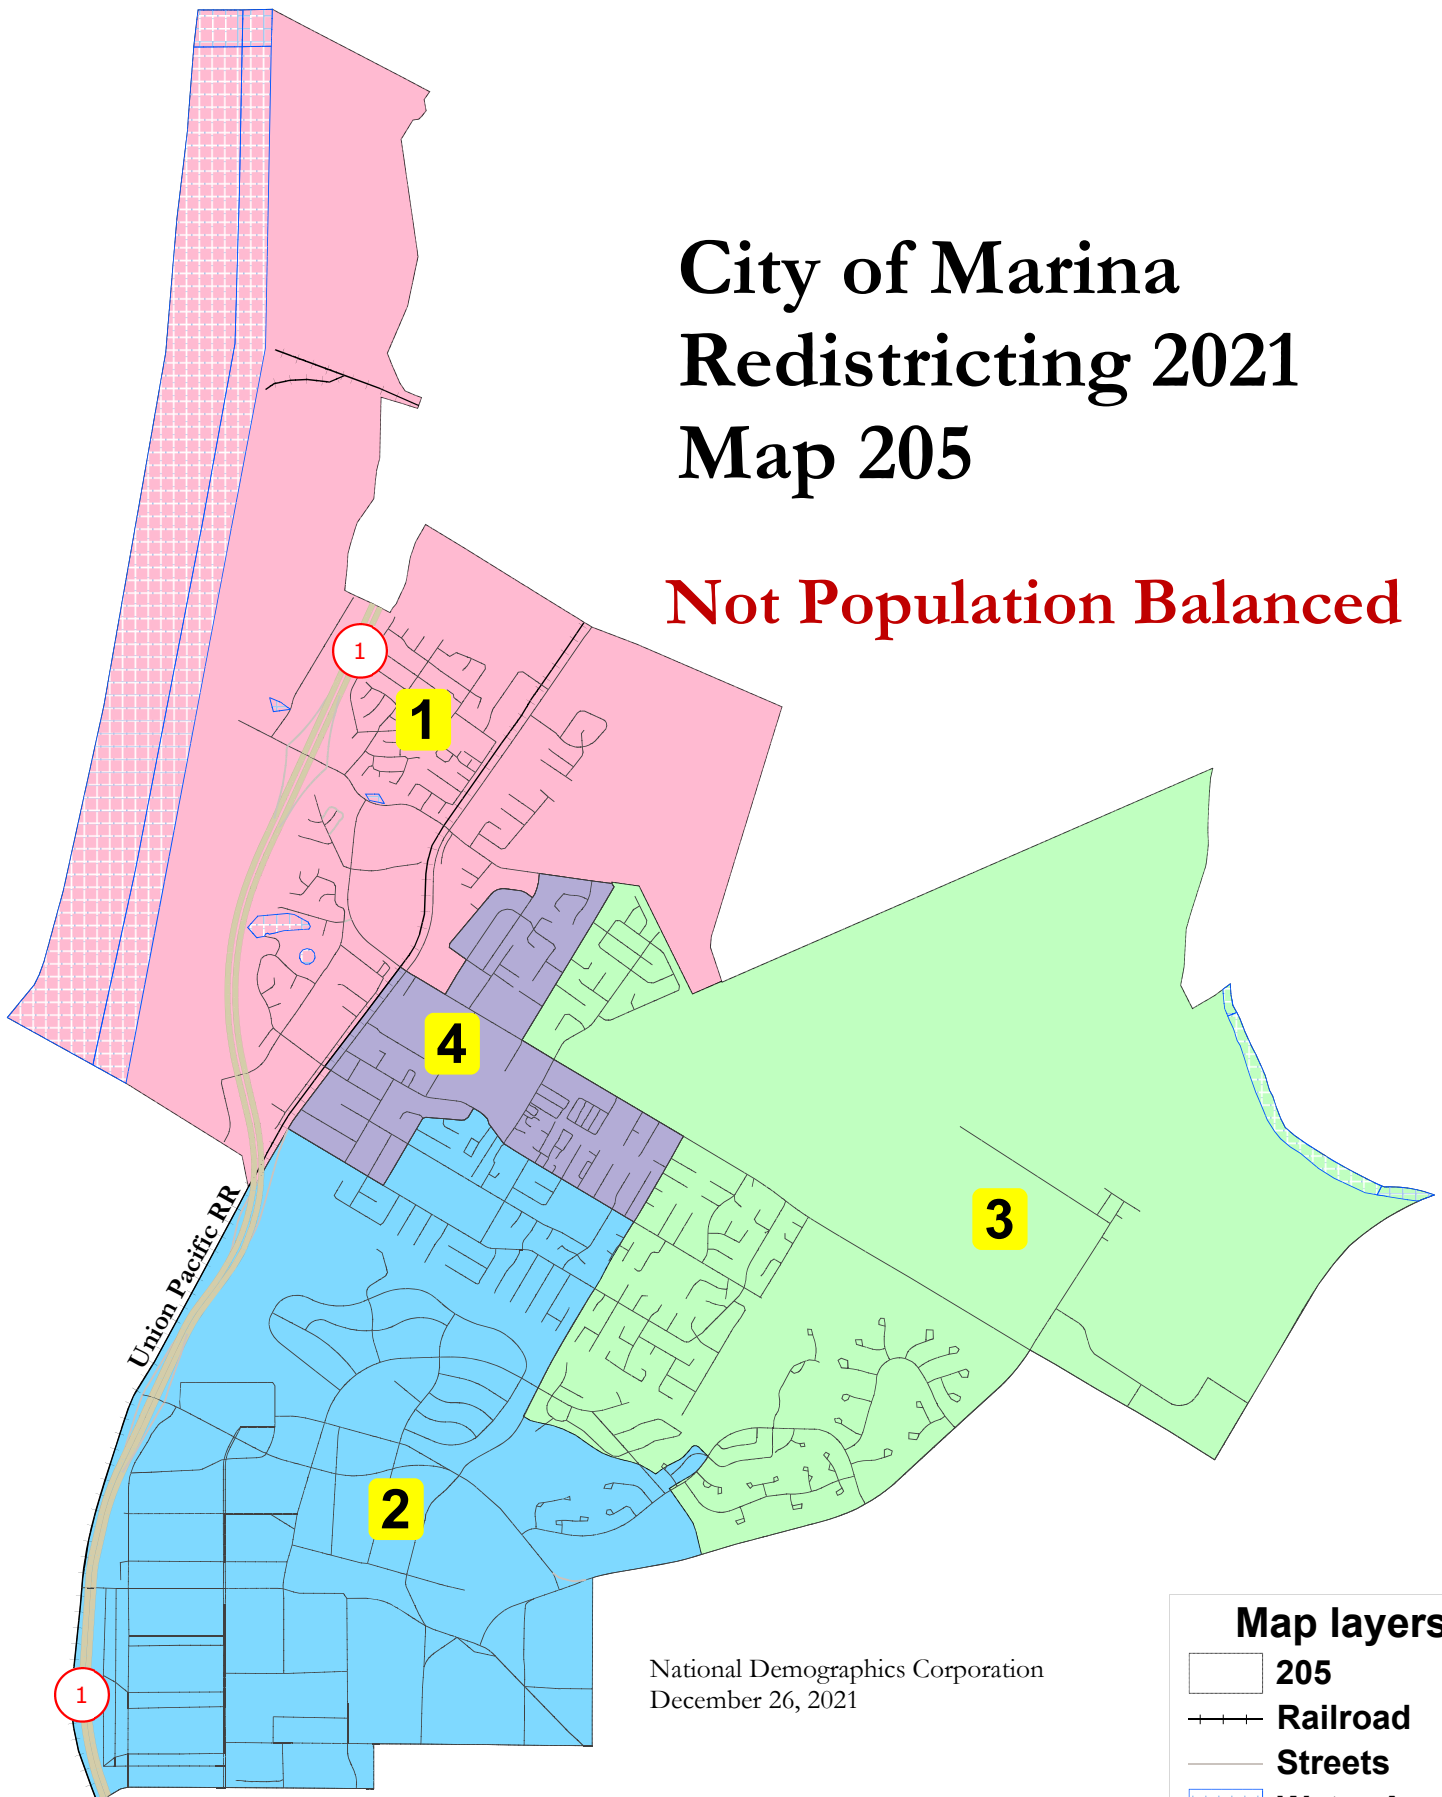 City of Marina
Redistricting 2021
Map 205
Not Population Balanced
1
1
4
3
Union Pacific RR
2
1
National Demographics Corporation
December 26, 2021
Map layers
205
Railroad
Streets